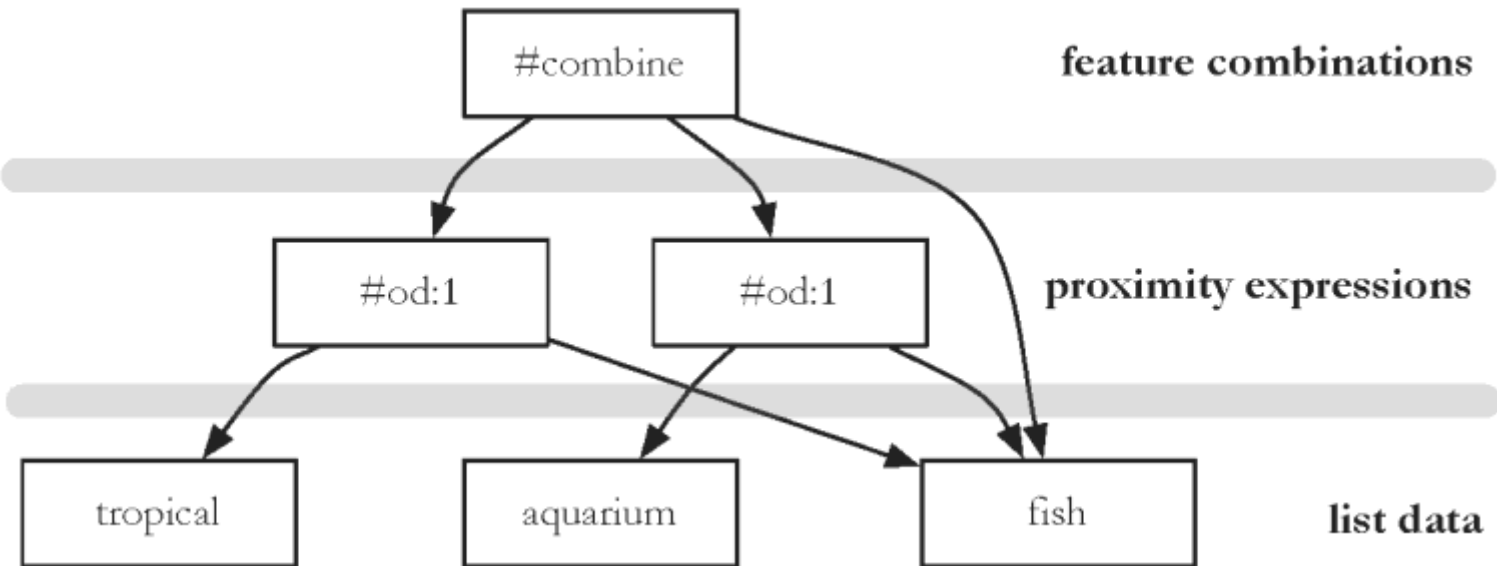 #combine
feature combinations
#od:1
#od:1
proximity expressions
tropical
aquarium
fish
list data